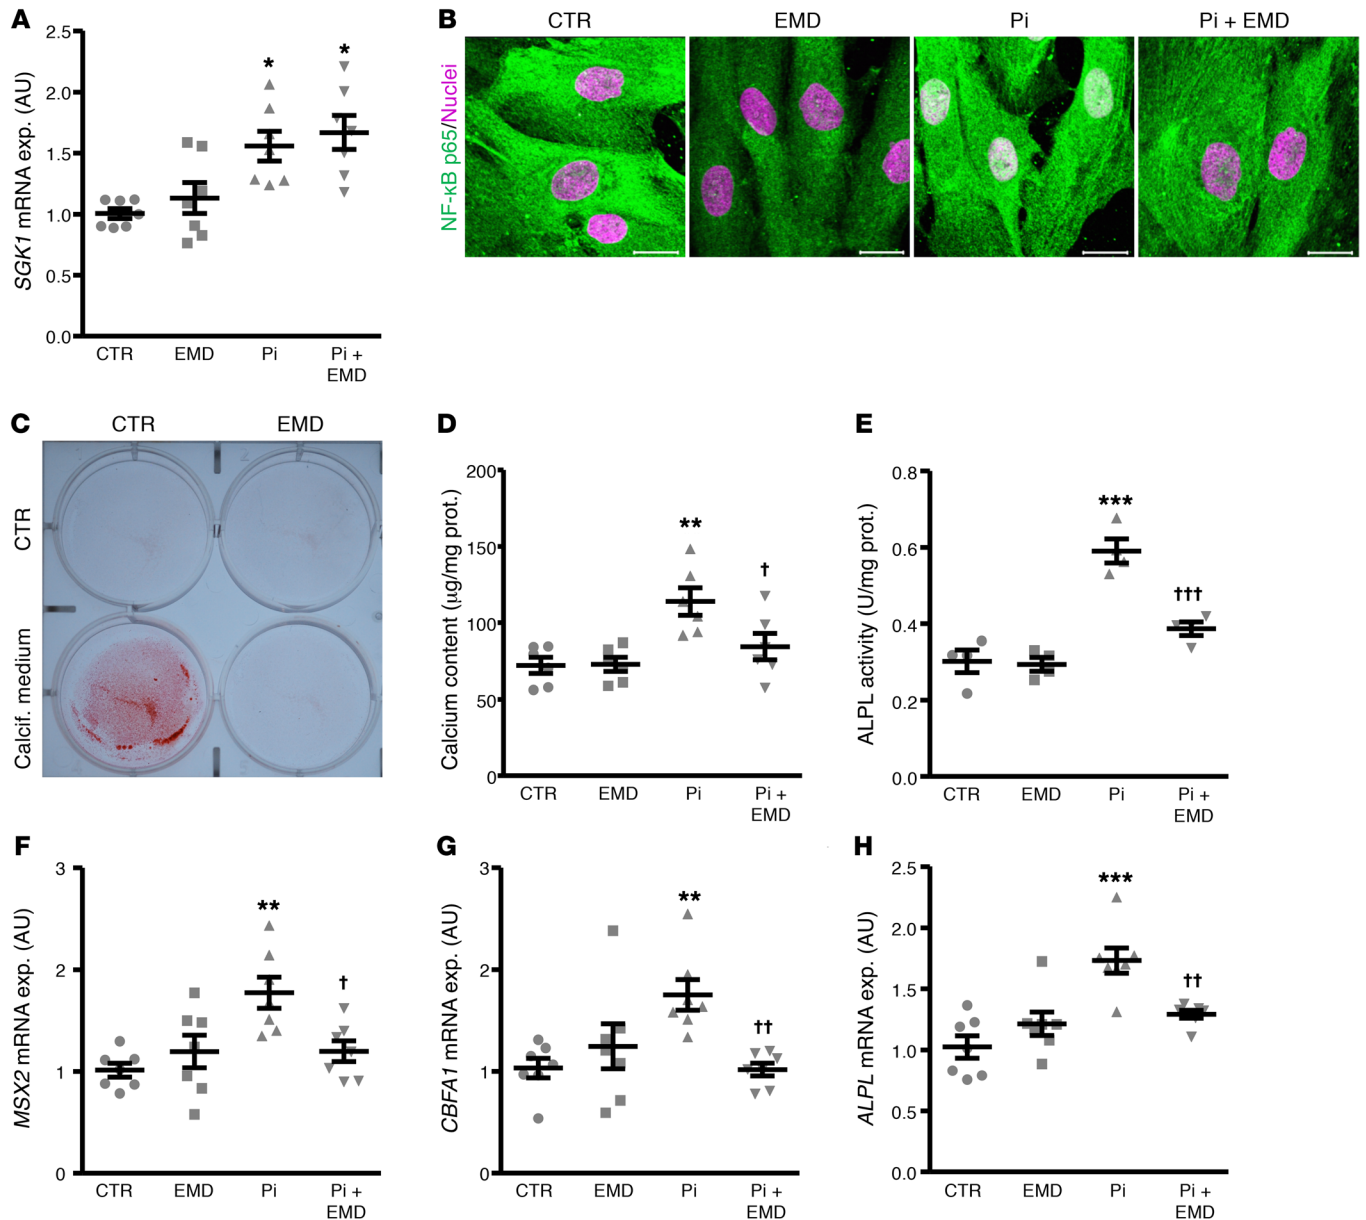 A
SGK1 mRNA exp. (AU)
2.5
2.0
1.5
1.0
0.5
0.0
*
*
CTR
EMD
Pi
Pi +
EMD
B
CTR
EMD
Pi
Pi + EMD
NF-κB p65/Nuclei
C
CTR
EMD
CTR
Calcif. medium
D
Calcium content (µg/mg prot.)
200
150
100
50
0
**
†
CTR
EMD
Pi
Pi +
EMD
E
ALPL activity (U/mg prot.)
0.8
0.6
0.4
0.2
0.0
***
†††
CTR
EMD
Pi
Pi +
EMD
F
MSX2 mRNA exp. (AU)
3
2
1
0
**
†
CTR
EMD
Pi
Pi +
EMD
G
CBFA1 mRNA exp. (AU)
3
2
1
0
**
††
CTR
EMD
Pi
Pi +
EMD
H
ALPL mRNA exp. (AU)
2.5
2.0
1.5
1.0
0.5
0.0
***
††
CTR
EMD
Pi
Pi +
EMD